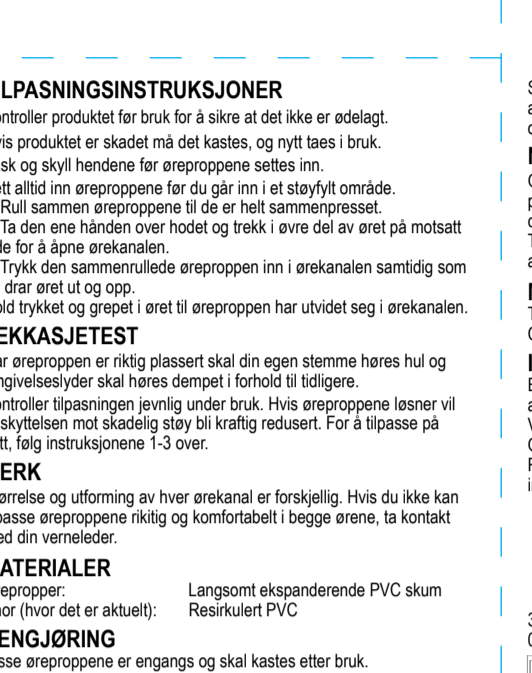 LPASNINGSINSTRUKSJONER
ntroller produktet før bruk for å sikre at det ikke er ødelagt.
vis produktet er skadet må det kastes, og nytt taes i bruk.
sk og skyll hendene før øreproppene settes inn.
tt alltid inn øreproppene før du går inn i et støyfylt område.
Rull sammen øreproppene til de er helt sammenpresset.
Ta den ene hånden over hodet og trekk i øvre del av øret på motsatt
de for å åpne ørekanalen.
Trykk den sammenrullede øreproppen inn i ørekanalen samtidig som
drar øret ut og opp.
old trykket og grepet i øret til øreproppen har utvidet seg i ørekanalen.
EKKASJETEST
ar øreproppen er riktig plassert skal din egen stemme høres hul og
ngivelseslyder skal høres dempet i forhold til tidligere.
ntroller tilpasningen jevnlig under bruk. Hvis øreproppene løsner vil
skyttelsen mot skadelig støy bli kraftig redusert. For å tilpasse på
tt, følg instruksjonene 1-3 over.
ERK
ørrelse og utforming av hver ørekanal er forskjellig. Hvis du ikke kan
passe øreproppene rikitig og komfortabelt i begge ørene, ta kontakt
ed din verneleder.
ATERIALER
repropper: Langsomt ekspanderende PVC skum
nor (hvor det er aktuelt): Resirkulert PVC
ENGJØRING
sse øreproppene er engangs og skal kastes etter bruk.